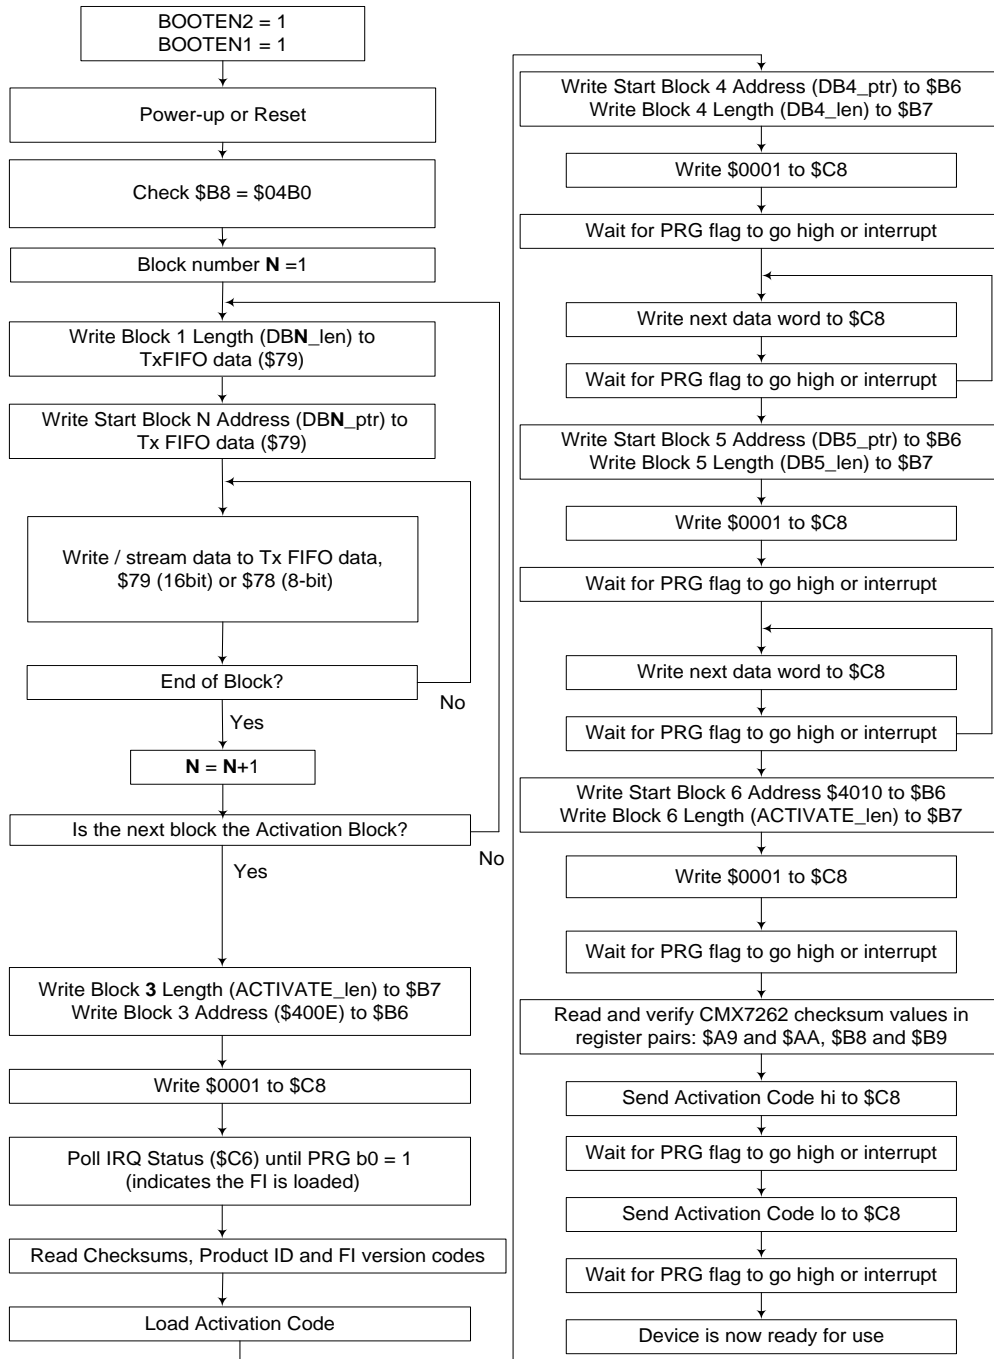 BOOTEN2 = 1
BOOTEN1 = 1
Power-up or Reset
Check $B8 = $04B0
Block number N =1
Write Block 1 Length (DBN_len) to
TxFIFO data ($79)
Write Start Block N Address (DBN_ptr) to
Tx FIFO data ($79)
Write / stream data to Tx FIFO data,
$79 (16bit) or $78 (8-bit)
End of Block?
No
Yes
N = N+1
Is the next block the Activation Block?
No
Yes
Write Block 3 Length (ACTIVATE_len) to $B7
Write Block 3 Address ($400E) to $B6
Write $0001 to $C8
Poll IRQ Status ($C6) until PRG b0 = 1
(indicates the FI is loaded)
Read Checksums, Product ID and FI version codes
Load Activation Code
Write Start Block 4 Address (DB4_ptr) to $B6
Write Block 4 Length (DB4_len) to $B7
Write $0001 to $C8
Wait for PRG flag to go high or interrupt
Write next data word to $C8
Wait for PRG flag to go high or interrupt
Write Start Block 5 Address (DB5_ptr) to $B6
Write Block 5 Length (DB5_len) to $B7
Write $0001 to $C8
Wait for PRG flag to go high or interrupt
Write next data word to $C8
Wait for PRG flag to go high or interrupt
Write Start Block 6 Address $4010 to $B6
Write Block 6 Length (ACTIVATE_len) to $B7
Write $0001 to $C8
Wait for PRG flag to go high or interrupt
Read and verify CMX7262 checksum values in
register pairs: $A9 and $AA, $B8 and $B9
Send Activation Code hi to $C8
Wait for PRG flag to go high or interrupt
Send Activation Code lo to $C8
Wait for PRG flag to go high or interrupt
Device is now ready for use